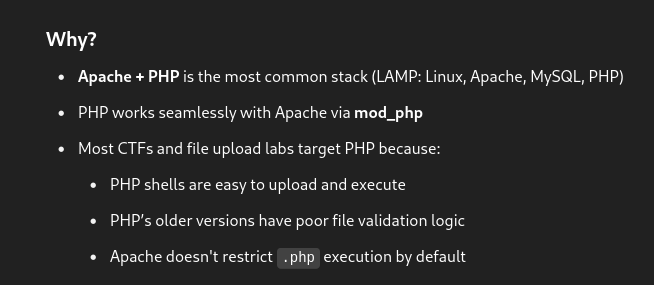 Why?
Apache + PHP is the most common stack (LAMP: Linux, Apache, MySQL, PHP)
PHP works seamlessly with Apache via mod_php
Most CTFs and file upload labs target PHP because:
PHP shells are easy to upload and execute
PHP’s older versions have poor file validation logic
Apache doesn't restrict .php execution by default